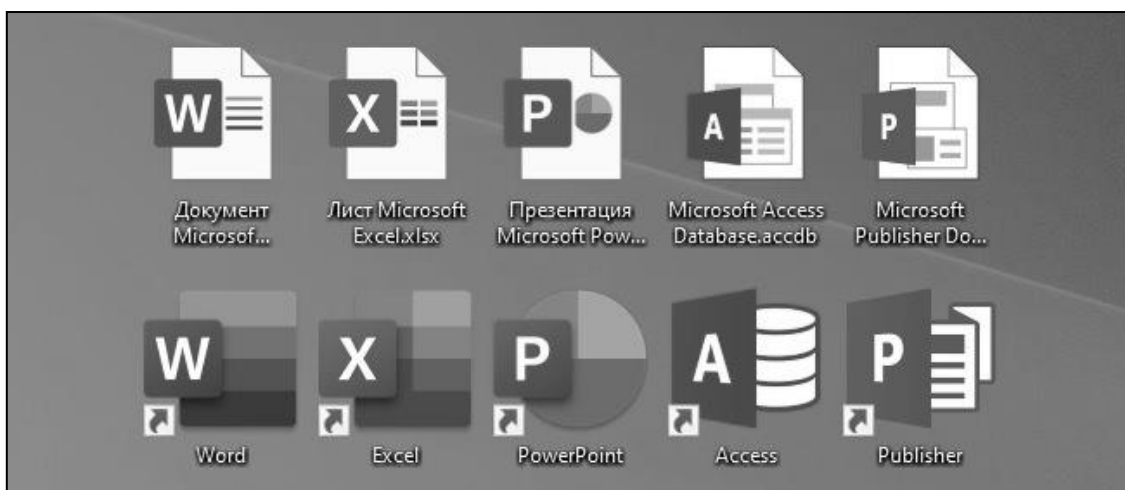 W X P A P
Документ Лист Microsoft Презентация Microsoft Access Microsoft
Microsof... Excel.xlsx Microsoft Pow... Database.accdb Publisher Do...
W X P A P
Word Excel PowerPoint Access Publisher